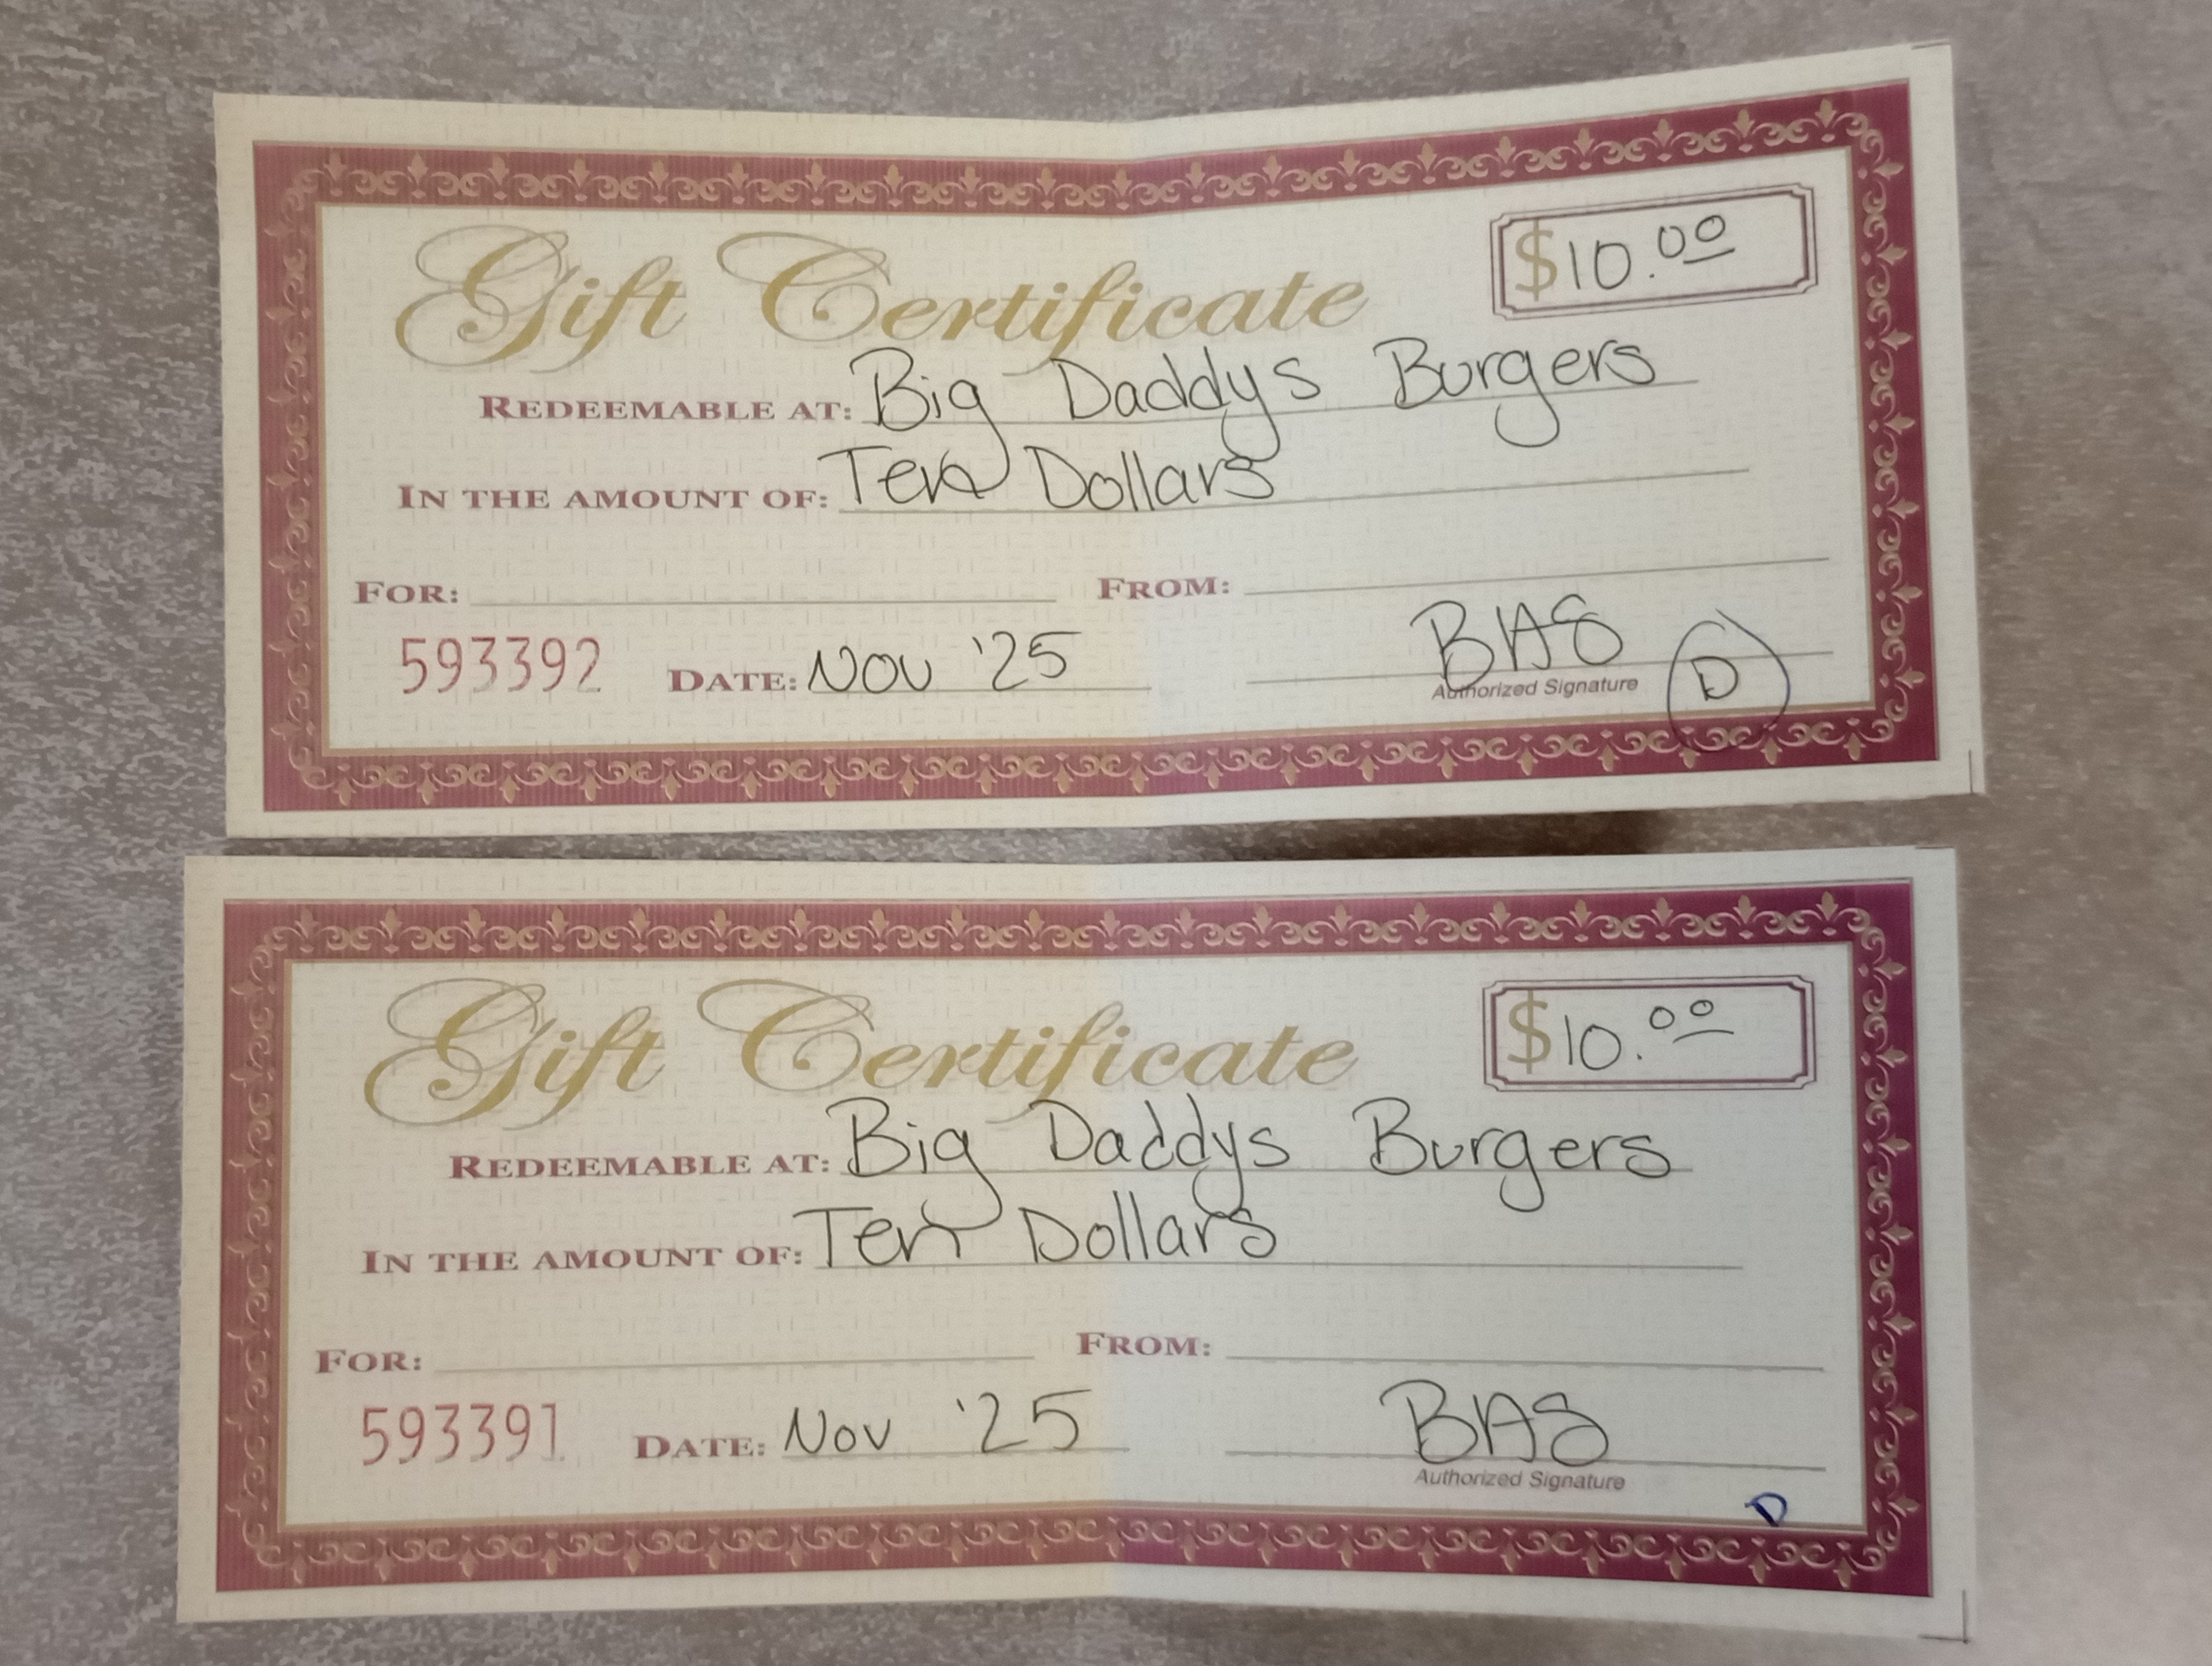 Gift Certificate
$10.00
REDEEMABLE AT: Big Daddys Burgers
IN THE AMOUNT OF: Ten Dollars
FOR: FROM:
593392 DATE: Nov '25 BAS
Authorized Signature D
Gift Certificate
$10.00
REDEEMABLE AT: Big Daddys Burgers
IN THE AMOUNT OF: Ten Dollars
FOR: FROM:
593391 DATE: Nov '25 BAS
Authorized Signature
D